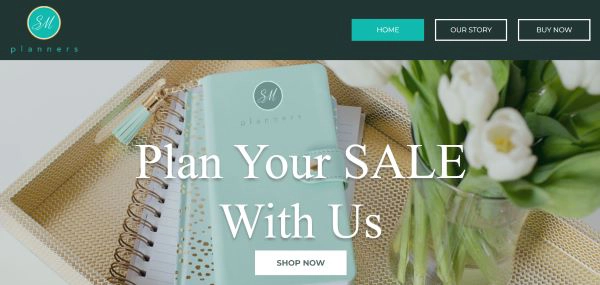 SM
planners
HOME
OUR STORY
BUY NOW
SM
planners
Plan Your SALE
With Us
SHOP NOW